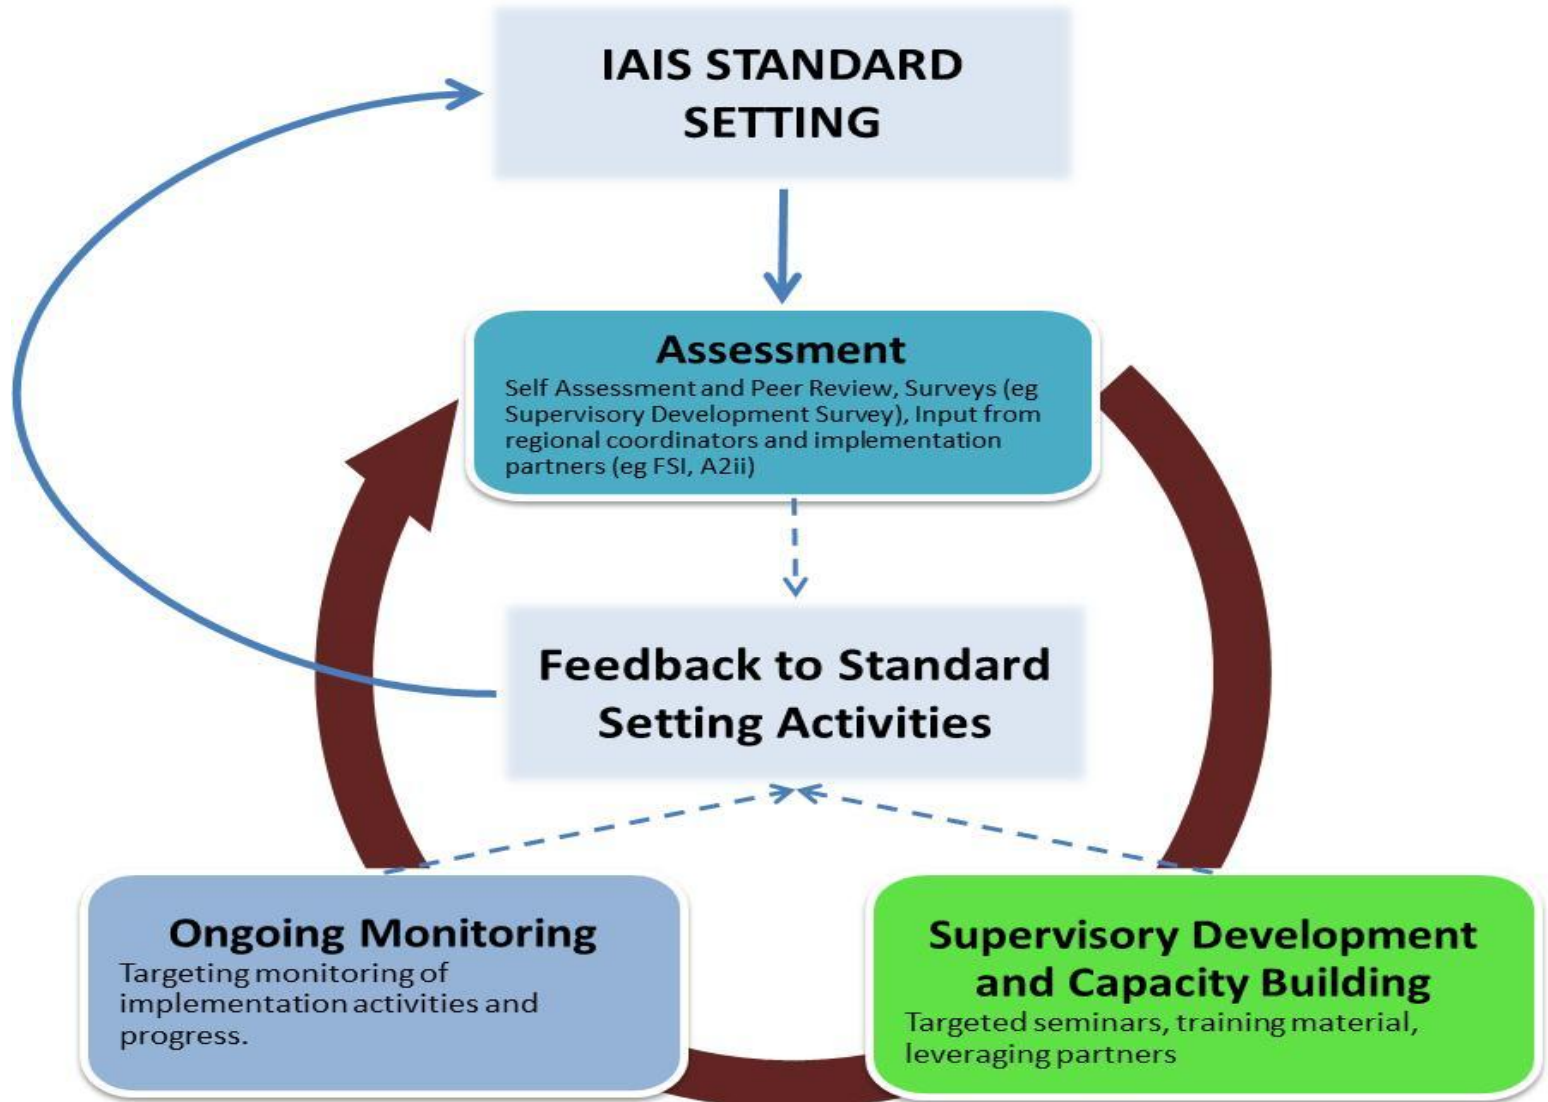 IAIS STANDARD
SETTING
Assessment
Self Assessment and Peer Review, Surveys (eg
Supervisory Development Survey), Input from
regional coordinators and implementation
partners (eg FSI, A2ii)
Feedback to Standard
Setting Activities
Ongoing Monitoring
Targeting monitoring of
implementation activities and
progress.
Supervisory Development
and Capacity Building
Targeted seminars, training material,
leveraging partners